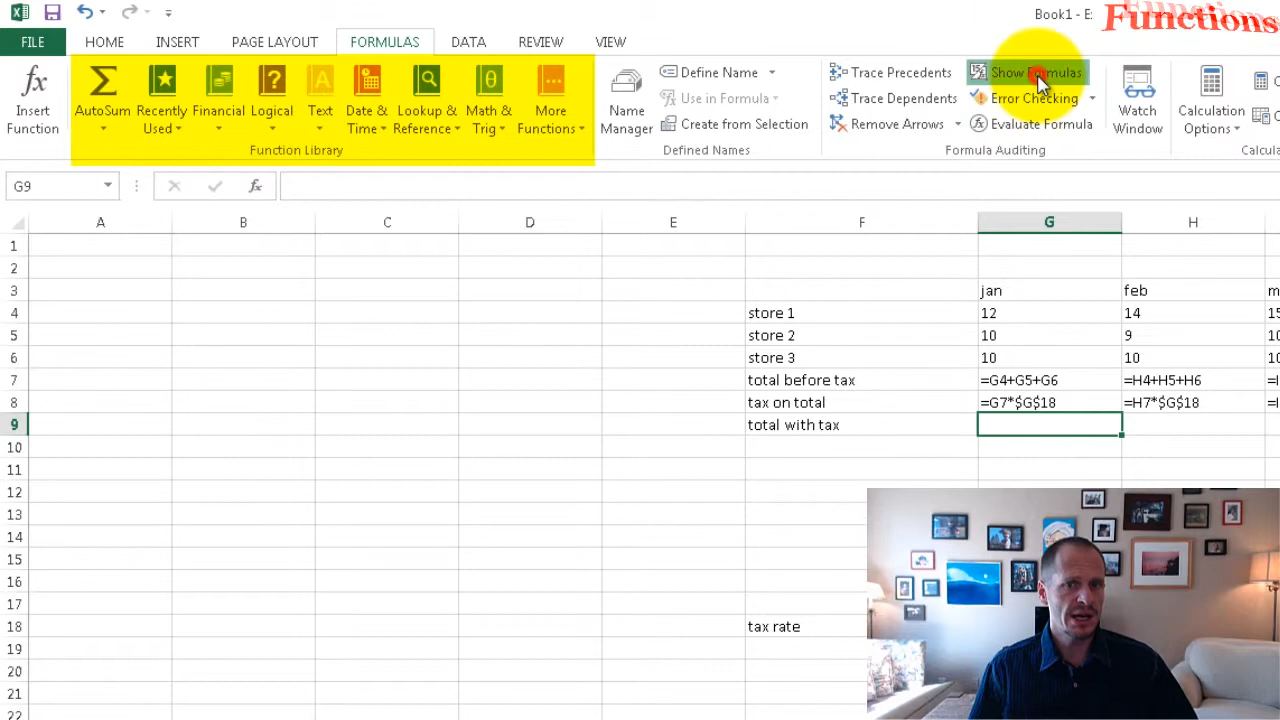 Book1 - E
Functions
FILE HOME INSERT PAGE LAYOUT FORMULAS DATA REVIEW VIEW
Insert Function
AutoSum
Recently Used
Financial
Logical
Text
Date & Time
Lookup & Reference
Math & Trig
More Functions
Function Library
Name Manager
Define Name
Use in Formula
Create from Selection
Defined Names
Trace Precedents
Trace Dependents
Remove Arrows
Show Formulas
Error Checking
Evaluate Formula
Formula Auditing
Watch Window
Calculation Options
Calcula
G9 fx
A B C D E F G H
1
2
3 jan feb m
4 store 1 12 14 15
5 store 2 10 9 10
6 store 3 10 10 10
7 total before tax =G4+G5+G6 =H4+H5+H6 =I
8 tax on total =G7*$G$18 =H7*$G$18 =I
9 total with tax
10
11
12
13
14
15
16
17
18 tax rate
19
20
21
22